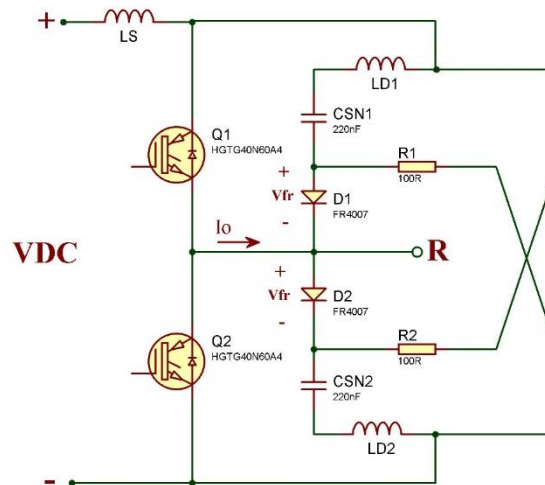 +
LS
LD1
CSN1
220nF
Q1
HGTG40N60A4
+
R1
100R
Vfr
D1
FR4007
-
Io
VDC
R
+
Vfr
D2
FR4007
-
Q2
HGTG40N60A4
R2
100R
CSN2
220nF
LD2
-